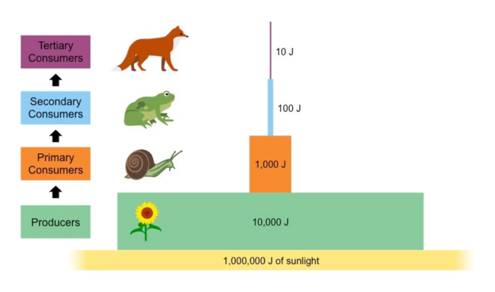 Tertiary
Consumers
10 J
Secondary
Consumers
100 J
Primary
Consumers
1,000 J
Producers
10,000 J
1,000,000 J of sunlight